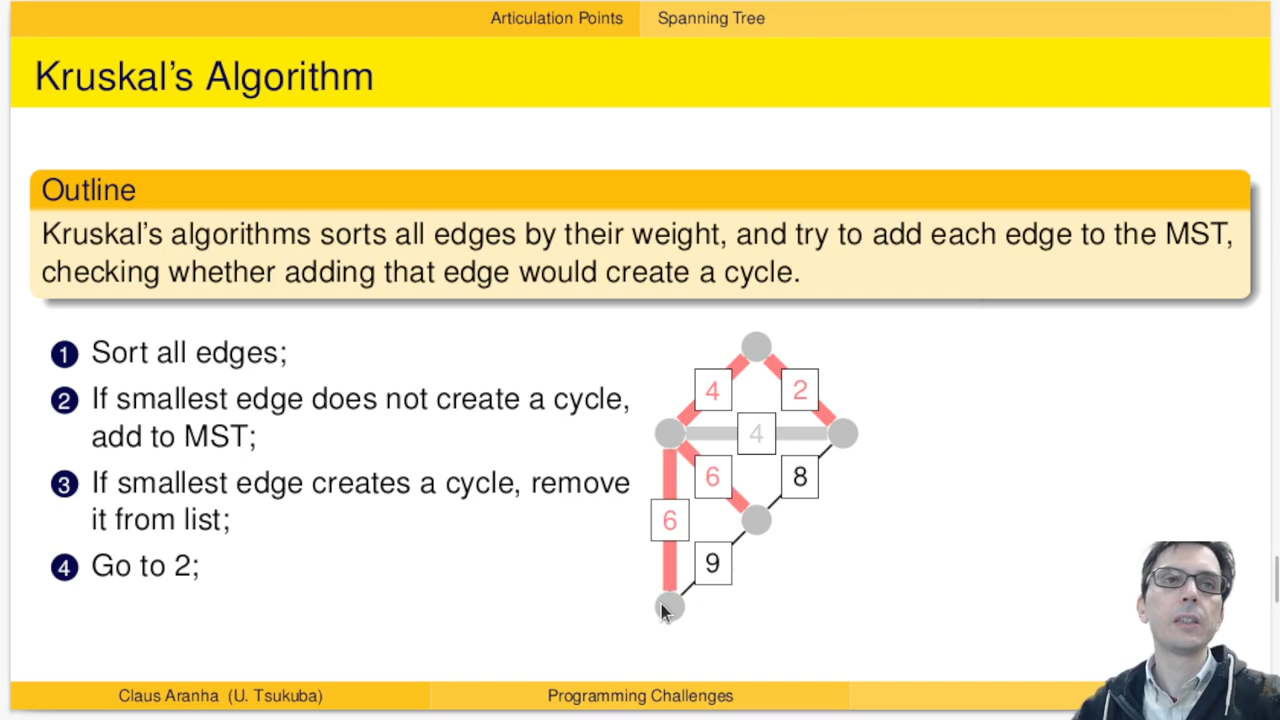 Articulation Points Spanning Tree
Kruskal's Algorithm
Outline
Kruskal's algorithms sorts all edges by their weight, and try to add each edge to the MST,
checking whether adding that edge would create a cycle.
1 Sort all edges;
2 If smallest edge does not create a cycle,
add to MST;
3 If smallest edge creates a cycle, remove
it from list;
4 Go to 2;
4 2
4
6 8
6
9
Claus Aranha (U. Tsukuba) Programming Challenges